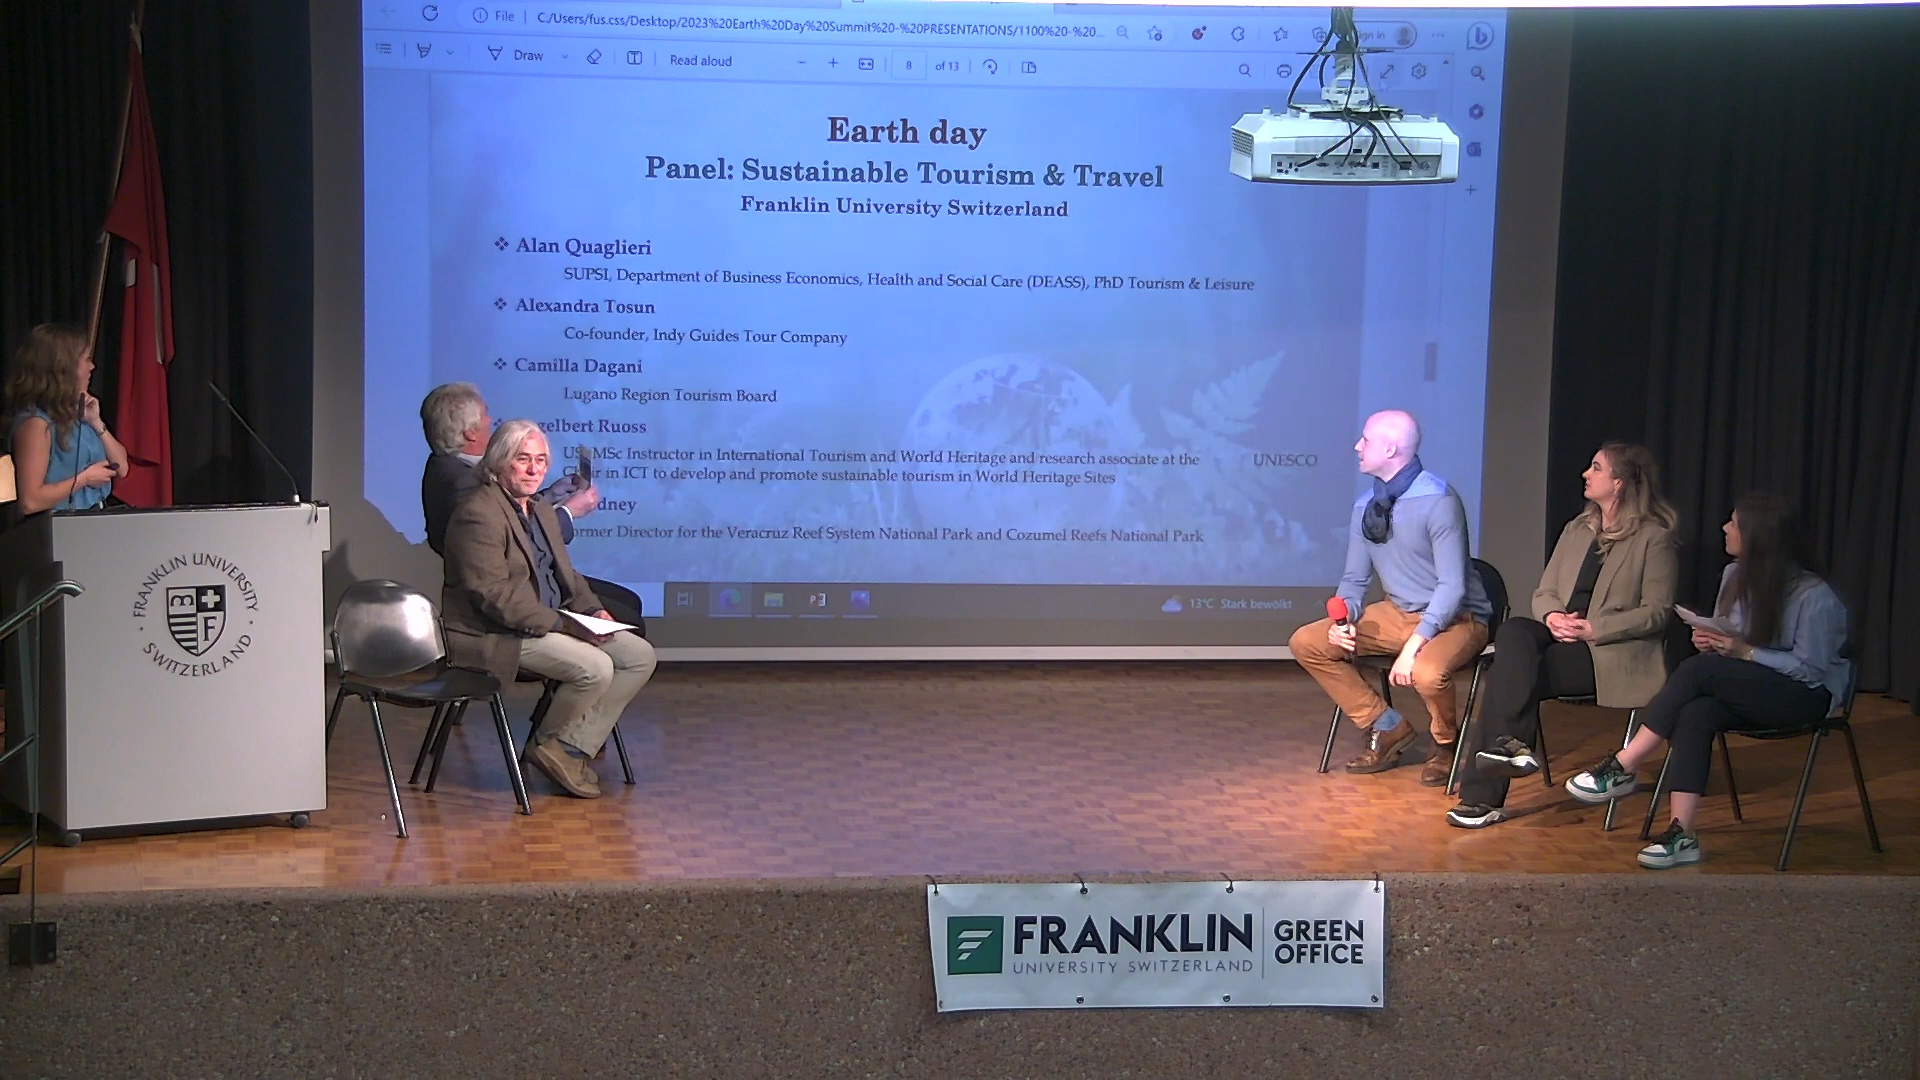 File | C:/Users/fus.css/Desktop/2023%20Earth%20Day%20Summit%20-%20PRESENTATIONS/1100%20-%20...
sign in
Draw
Read aloud
8 of 13
Earth day
Panel: Sustainable Tourism & Travel
Franklin University Switzerland
❖ Alan Quaglieri
SUPSI, Department of Business Economics, Health and Social Care (DEASS), PhD Tourism & Leisure
❖ Alexandra Tosun
Co-founder, Indy Guides Tour Company
❖ Camilla Dagani
Lugano Region Tourism Board
gelbert Ruoss
MSc Instructor in International Tourism and World Heritage and research associate at the UNESCO
r in ICT to develop and promote sustainable tourism in World Heritage Sites
dney
rmer Director for the Veracruz Reef System National Park and Cozumel Reefs National Park
13°C Stark bewölkt
FRANKLIN UNIVERSITY
F
SWITZERLAND
FRANKLIN
UNIVERSITY SWITZERLAND
GREEN
OFFICE